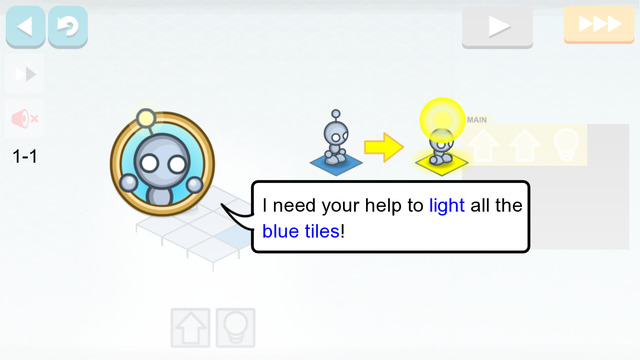 MAIN
1-1
I need your help to light all the
blue tiles!